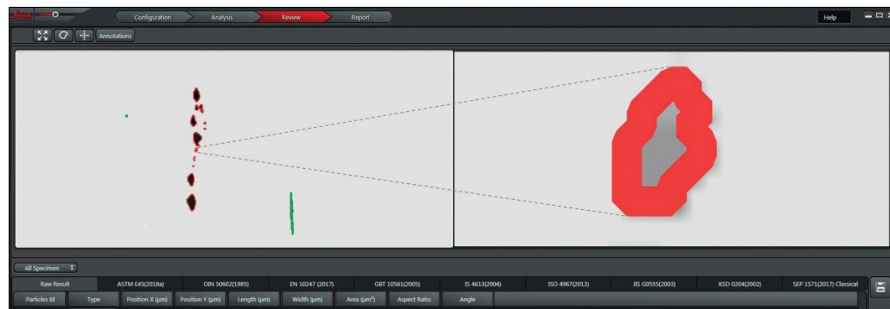 Configuration Analysis Review Report Help
Annotations
All Specimen
Raw Result ASTM E45(2018a) DIN 50602(1985) EN 10247 (2017) GBT 10561(2005) IS 4613(2004) ISO 4967(2013) JIS G0555(2003) KSD 0204(2002) SEP 1571(2017) Classical
Particles Id Type Position X (µm) Position Y (µm) Length (µm) Width (µm) Area (µm²) Aspect Ratio Angle